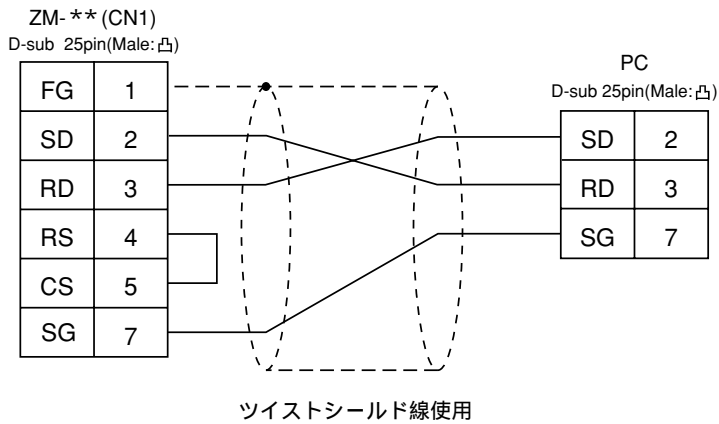 ZM-**(CN1)
D-sub 25pin(Male:凸)
FG 1
SD 2
RD 3
RS 4
CS 5
SG 7
PC
D-sub 25pin(Male:凸)
SD 2
RD 3
SG 7
ツイストシールド線使用